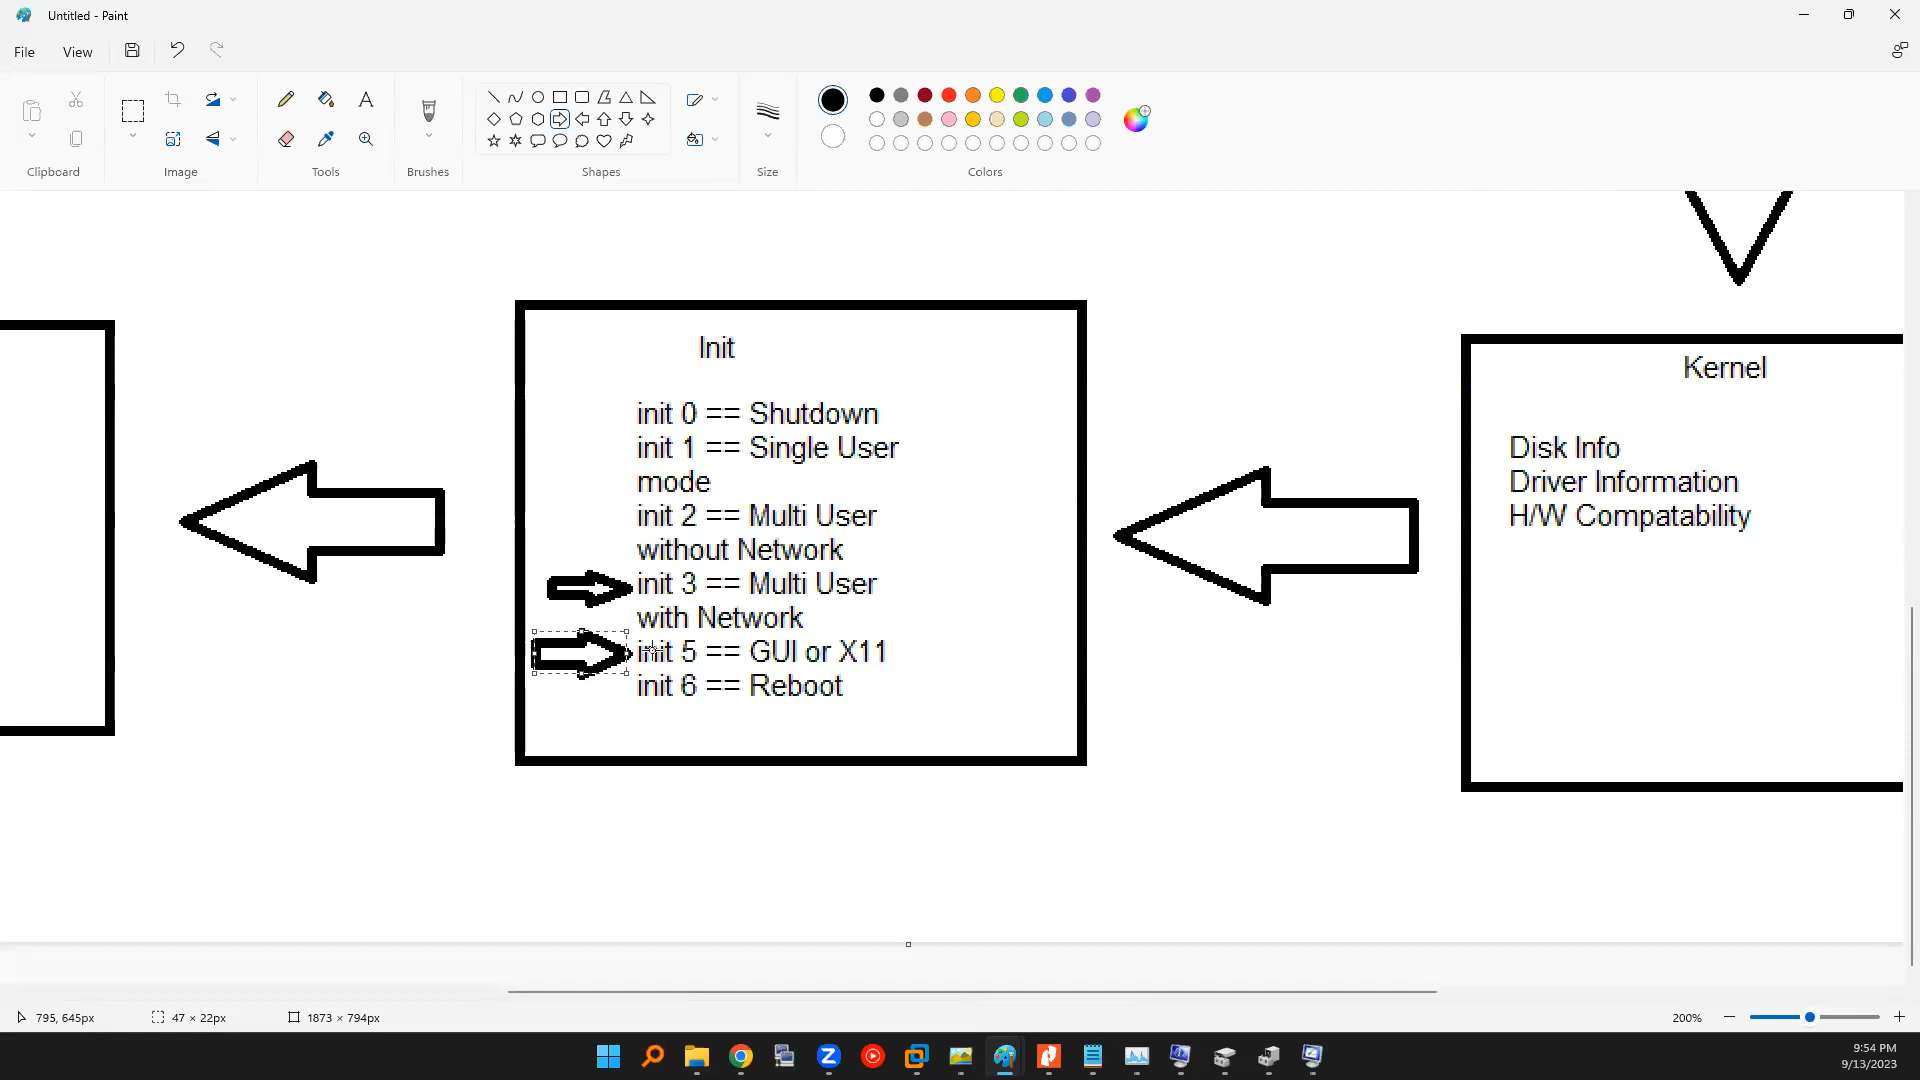 Untitled - Paint
File
View
Clipboard
Image
Tools
Brushes
Shapes
Size
Colors
Init
init 0 == Shutdown
init 1 == Single User
mode
init 2 == Multi User
without Network
init 3 == Multi User
with Network
init 5 == GUI or X11
init 6 == Reboot
Kernel
Disk Info
Driver Information
H/W Compatability
795, 645px
47 × 22px
1873 × 794px
200%
9:54 PM
9/13/2023